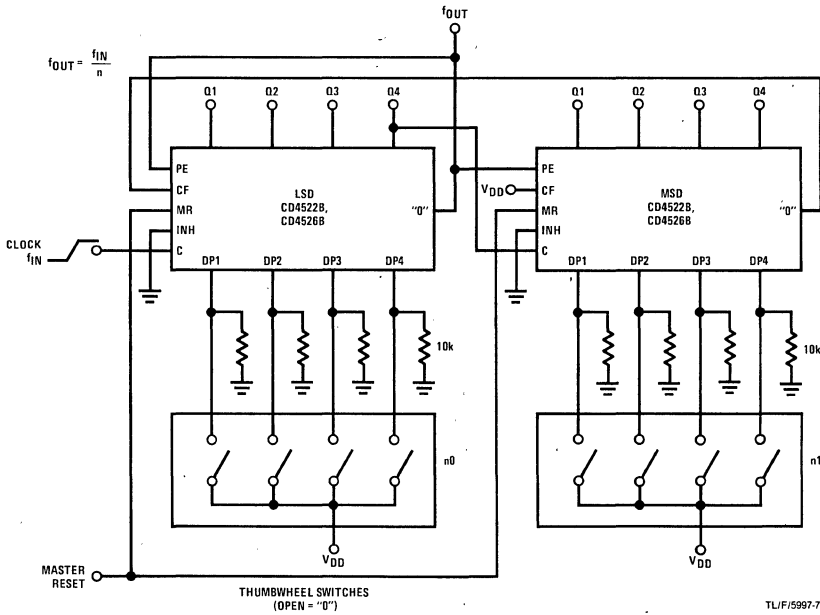 fOUT
fOUT = fIN
n
Q1 Q2 Q3 Q4
Q1 Q2 Q3 Q4
PE
CF
MR
INH
C
LSD
CD4522B,
CD4526B
"0"
DP1 DP2 DP3 DP4
PE
VDD CF
MR
INH
C
MSD
CD4522B,
CD4526B
"0"
DP1 DP2 DP3 DP4
CLOCK
fIN
10k
10k
n0
n1
VDD
VDD
MASTER
RESET
THUMBWHEEL SWITCHES
(OPEN = "0")
TL/F/5997-7